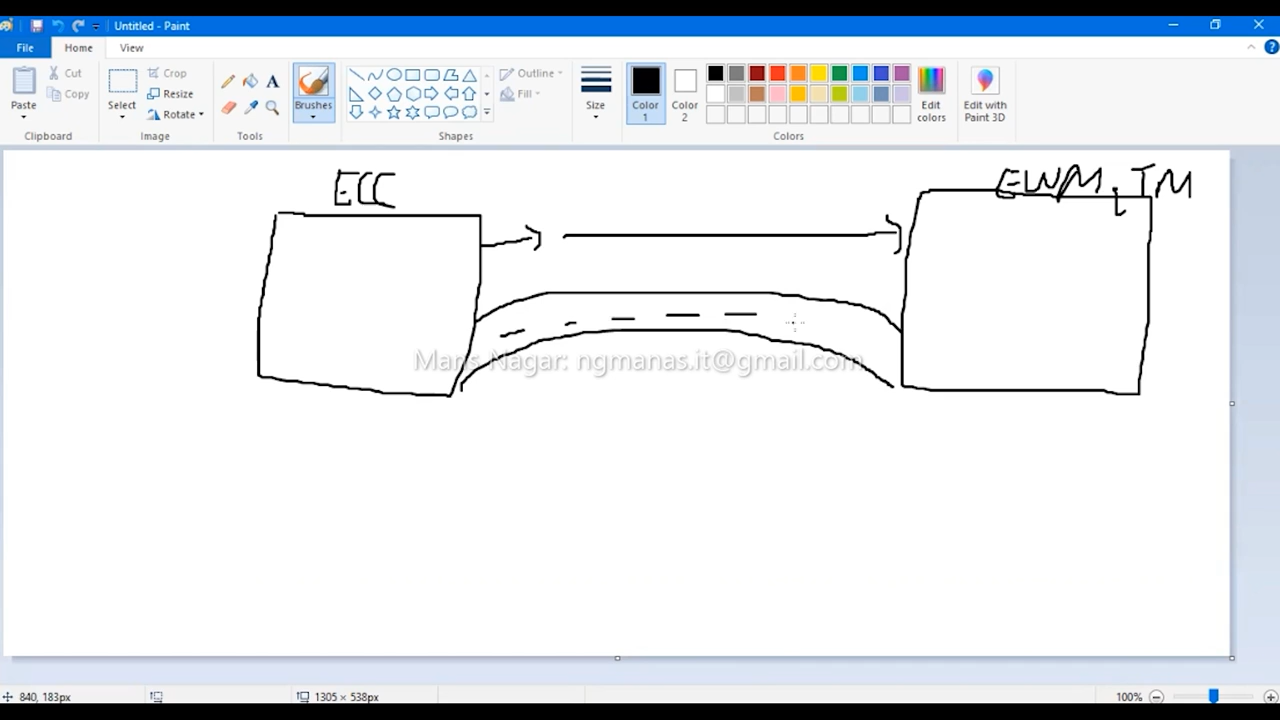 Untitled - Paint
File Home View
Paste
Cut
Copy
Clipboard
Select
Crop
Resize
Rotate
Image
Tools
Brushes
Shapes
Outline
Fill
Size
Color 1
Color 2
Colors
Edit colors
Edit with Paint 3D
ECC
EWM, TM
Mans Nagar: ngmanas.it@gmail.com
840, 183px
1305 × 538px
100%